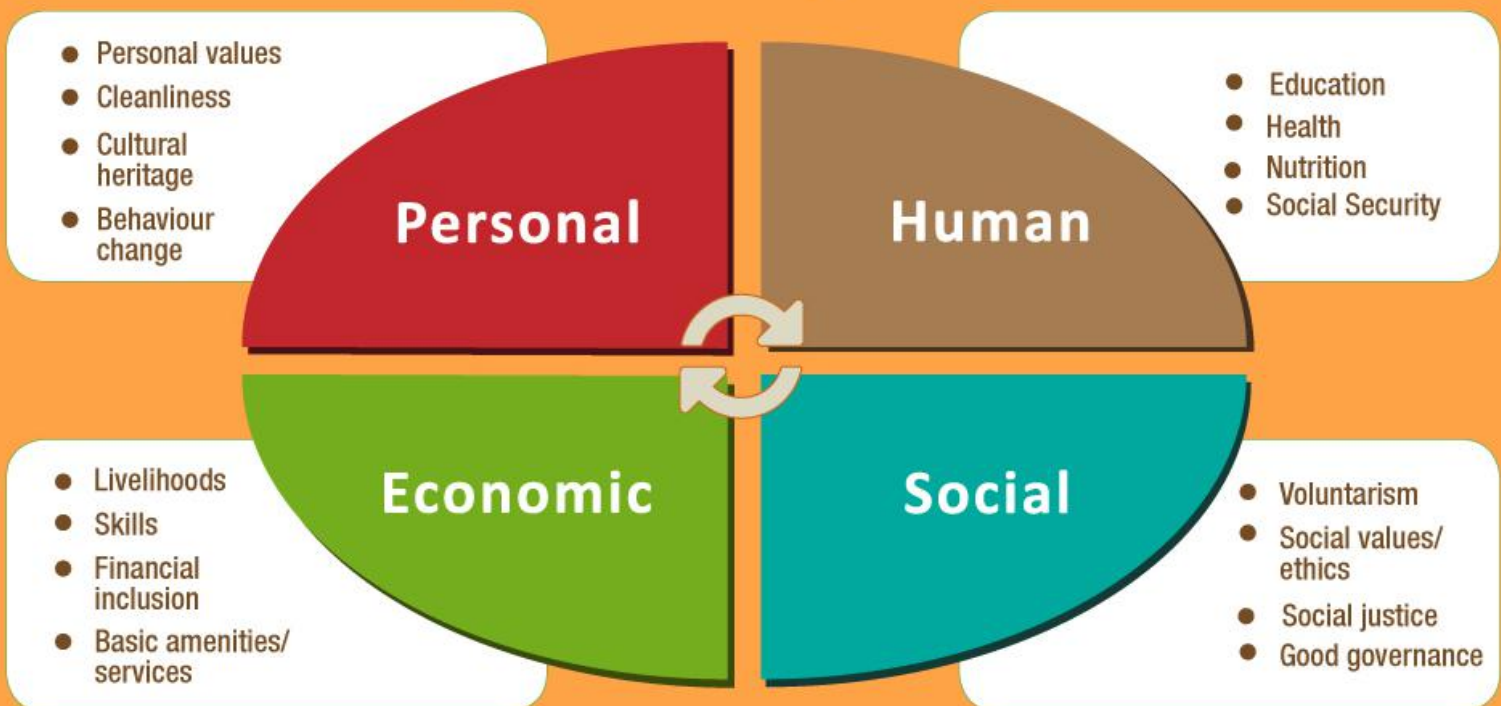 Personal values
Cleanliness
Cultural
heritage
Behaviour
change
Personal
Human
Education
Health
Nutrition
Social Security
Livelihoods
Skills
Financial
inclusion
Basic amenities/
services
Economic
Social
Voluntarism
Social values/
ethics
Social justice
Good governance